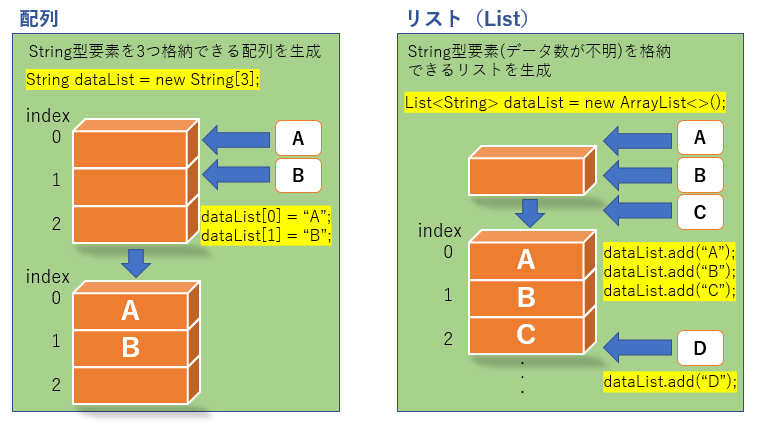 配列
String型要素を3つ格納できる配列を生成
String dataList = new String[3];
index
0
1
2
A
B
dataList[0] = “A”;
dataList[1] = “B”;
index
0
1
2
A
B
リスト（List）
String型要素(データ数が不明)を格納
できるリストを生成
List<String> dataList = new ArrayList<>();
A
B
C
index
0
1
2
A
B
C
dataList.add(“A”);
dataList.add(“B”);
dataList.add(“C”);
D
dataList.add(“D”);